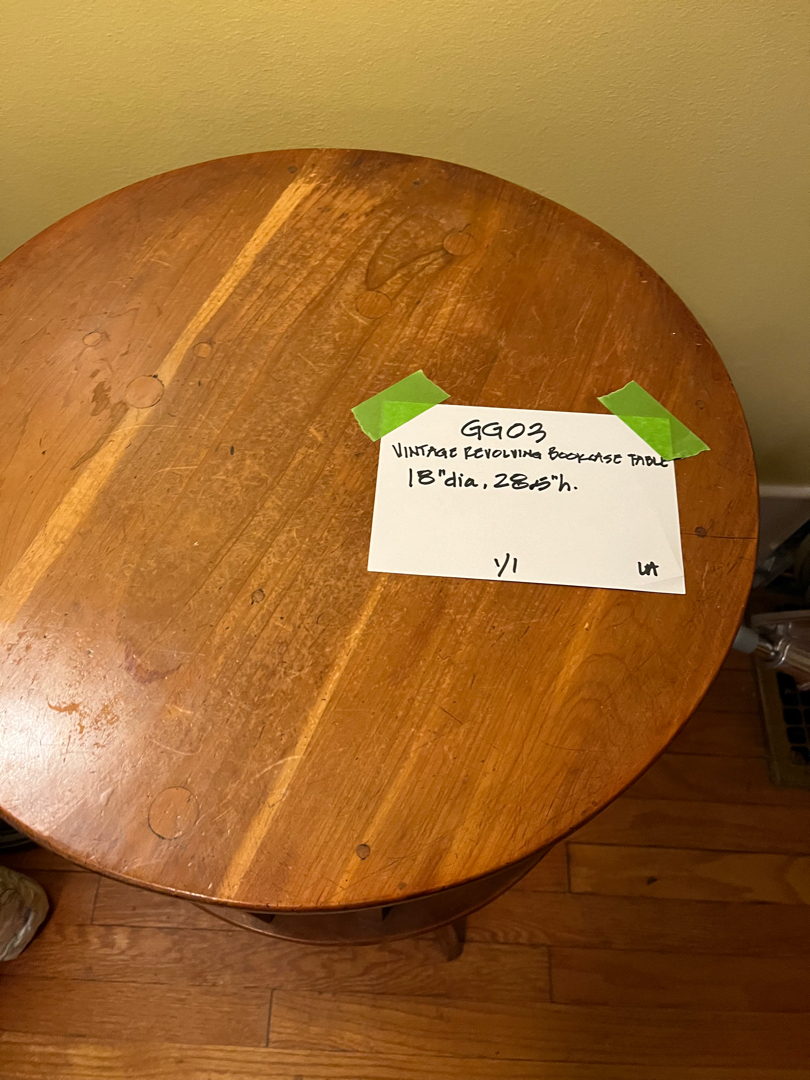 GG03
VINTAGE REVOLVING BOOKCASE TABLE
18"dia, 28.5"h.
1/1 LA